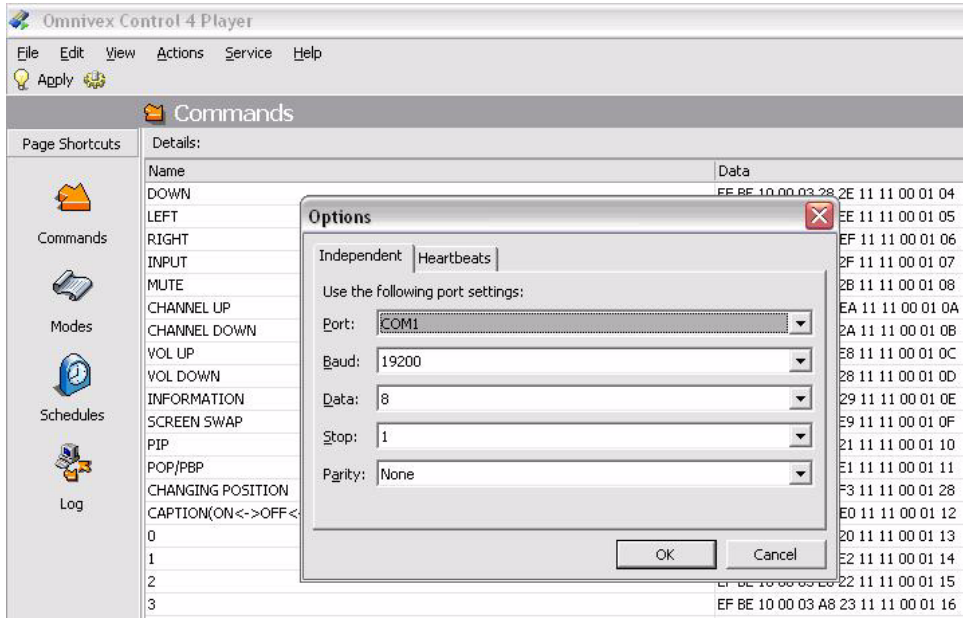 Omnivex Control 4 Player
File Edit View Actions Service Help
Apply
Commands
Page Shortcuts
Details:
Name Data
Commands
Modes
Schedules
Log
DOWN EF BE 10 00 03 28 2E 11 11 00 01 04
LEFT EE 11 11 00 01 05
RIGHT EF 11 11 00 01 06
INPUT 2F 11 11 00 01 07
MUTE 2B 11 11 00 01 08
CHANNEL UP EA 11 11 00 01 0A
CHANNEL DOWN 2A 11 11 00 01 0B
VOL UP E8 11 11 00 01 0C
VOL DOWN 28 11 11 00 01 0D
INFORMATION 29 11 11 00 01 0E
SCREEN SWAP E9 11 11 00 01 0F
PIP 21 11 11 00 01 10
POP/PBP E1 11 11 00 01 11
CHANGING POSITION F3 11 11 00 01 28
CAPTION(ON<->OFF<- E0 11 11 00 01 12
0 20 11 11 00 01 13
1 E2 11 11 00 01 14
2 22 11 11 00 01 15
3 EF BE 10 00 03 A8 23 11 11 00 01 16
Options
Independent Heartbeats
Use the following port settings:
Port: COM1
Baud: 19200
Data: 8
Stop: 1
Parity: None
OK Cancel